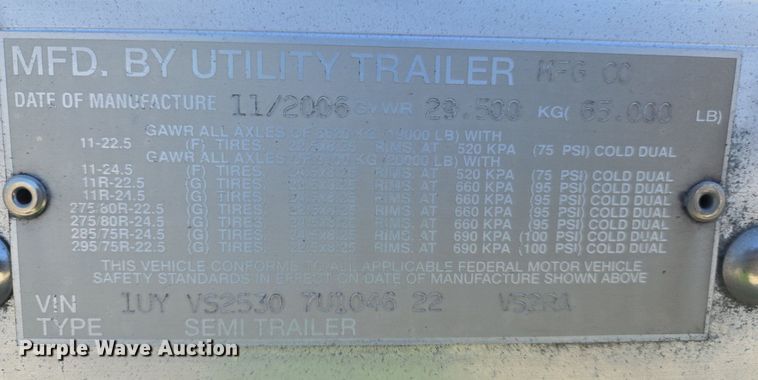 MFD. BY UTILITY TRAILER MFG CO
DATE OF MANUFACTURE 11/2006 GVWR 29.500 KG( 65.000 LB)
GAWR ALL AXLES OF KG LB) WITH
11-22.5 (F) TIRES, RIMS. AT 520 KPA (75 PSI) COLD DUAL
GAWR ALL AXLES KG LB) WITH
11-24.5 (F) TIRES, RIMS. AT 520 KPA (75 PSI) COLD DUAL
11R-22.5 (G) TIRES, RIMS. AT 660 KPA (95 PSI) COLD DUAL
11R-24.5 (G) TIRES, RIMS. AT 660 KPA (95 PSI) COLD DUAL
275/80R-22.5 (G) TIRES, RIMS. AT 660 KPA (95 PSI) COLD DUAL
275/80R-24.5 (G) TIRES, RIMS. AT 660 KPA (95 PSI) COLD DUAL
285/75R-24.5 (G) TIRES, RIMS. AT 690 KPA (100 PSI) COLD DUAL
295/75R-22.5 (G) TIRES, RIMS. AT 690 KPA (100 PSI) COLD DUAL
THIS VEHICLE CONFORMS TO ALL APPLICABLE FEDERAL MOTOR VEHICLE
SAFETY STANDARDS IN EFFECT ON DATE OF MANUFACTURE SHOWN ABOVE
VIN 1UY VS2530 7U1046 22 VS2RA
TYPE SEMI TRAILER
Purple Wave Auction